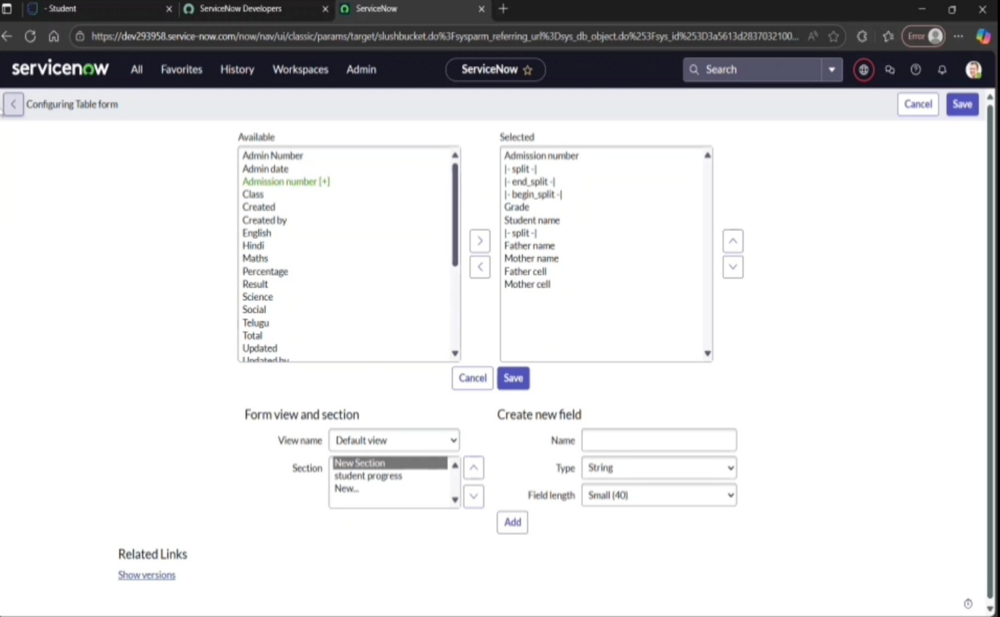 - Student
ServiceNow Developers
ServiceNow
https://dev293958.service-now.com/now/nav/ui/classic/params/target/slushbucket.do%3Fsysparm_referring_url%3Dsys_db_object.do%253Fsys_id%253D3a5613d2837032100...
Error
servicenow
All
Favorites
History
Workspaces
Admin
ServiceNow
Search
Configuring Table form
Cancel
Save
Available
Admin Number
Admin date
Admission number [+]
Class
Created
Created by
English
Hindi
Maths
Percentage
Result
Science
Social
Telugu
Total
Updated
Updated by
Selected
Admission number
|- split -|
|- end_split -|
|- begin_split -|
Grade
Student name
|- split -|
Father name
Mother name
Father cell
Mother cell
Cancel
Save
Form view and section
View name
Default view
Section
New Section
student progress
New...
Create new field
Name
Type
String
Field length
Small (40)
Add
Related Links
Show versions